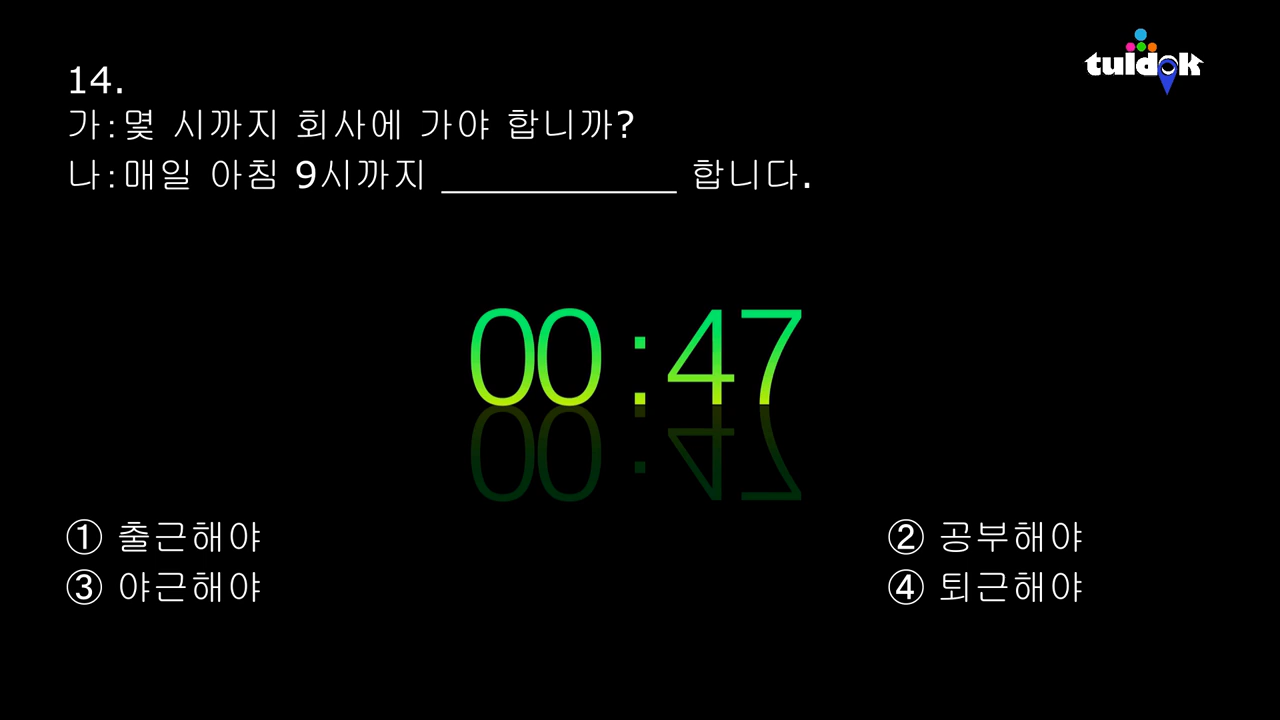 tuldok
14.
가:몇 시까지 회사에 가야 합니까?
나:매일 아침 9시까지 ____________ 합니다.
00:47
① 출근해야
② 공부해야
③ 야근해야
④ 퇴근해야